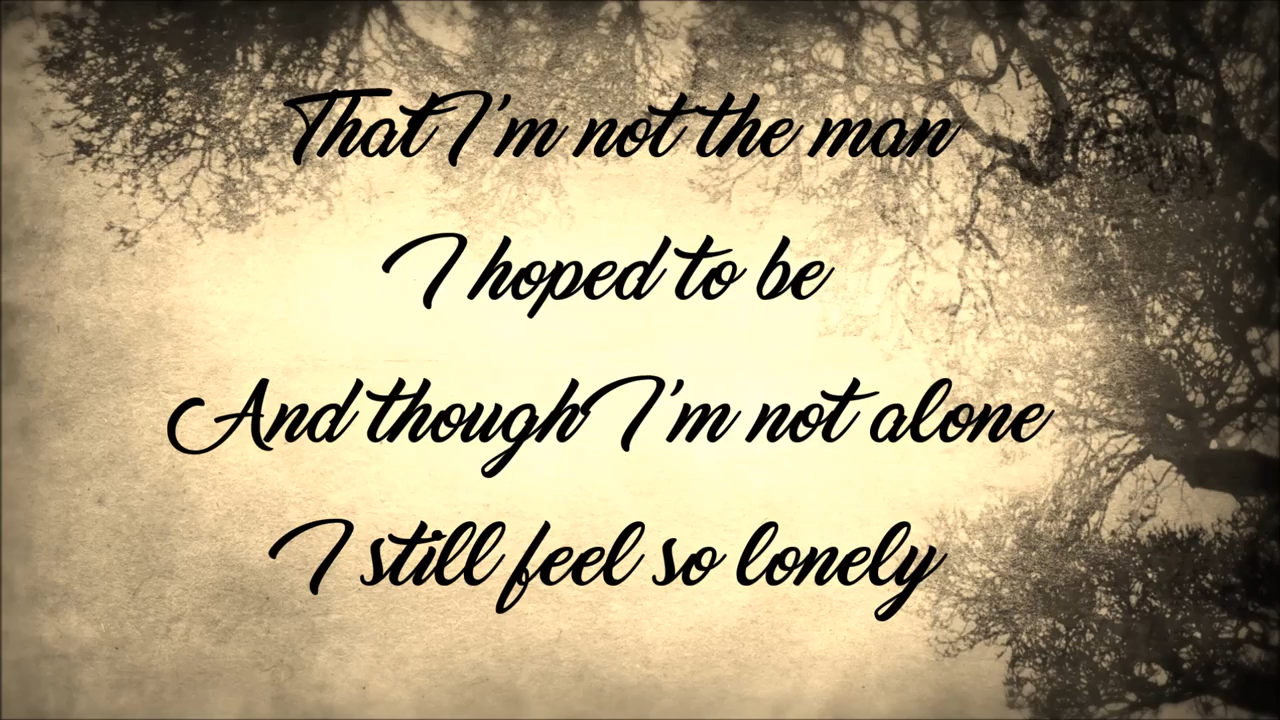 That I'm not the man
I hoped to be
And though I'm not alone
I still feel so lonely